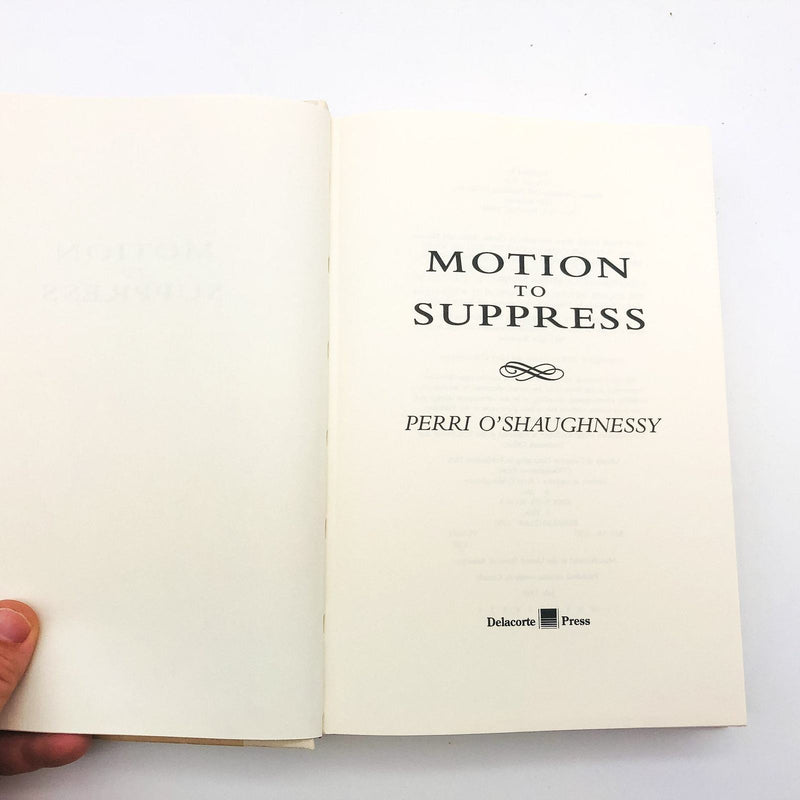 MOTION
TO
SUPPRESS
PERRI O'SHAUGHNESSY
Delacorte Press